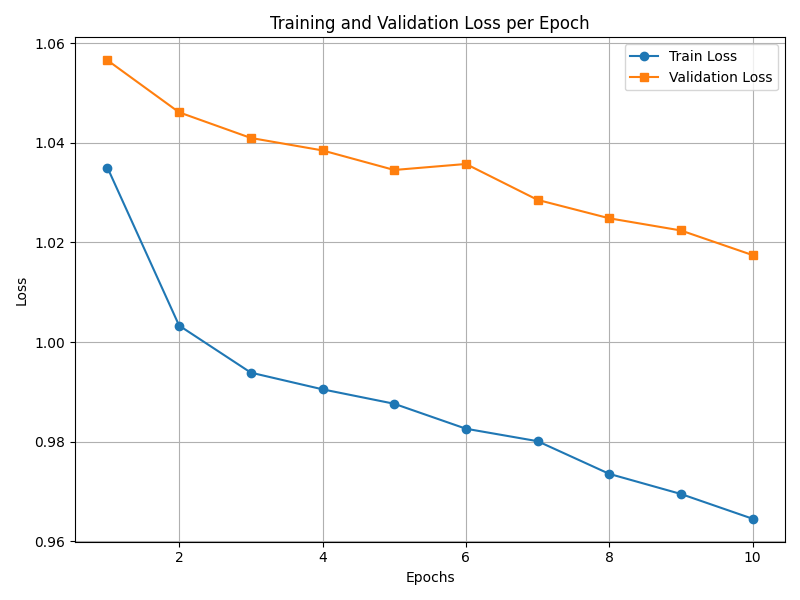 Training and Validation Loss per Epoch
Train Loss
Validation Loss
Loss
1.06
1.04
1.02
1.00
0.98
0.96
2 4 6 8 10
Epochs